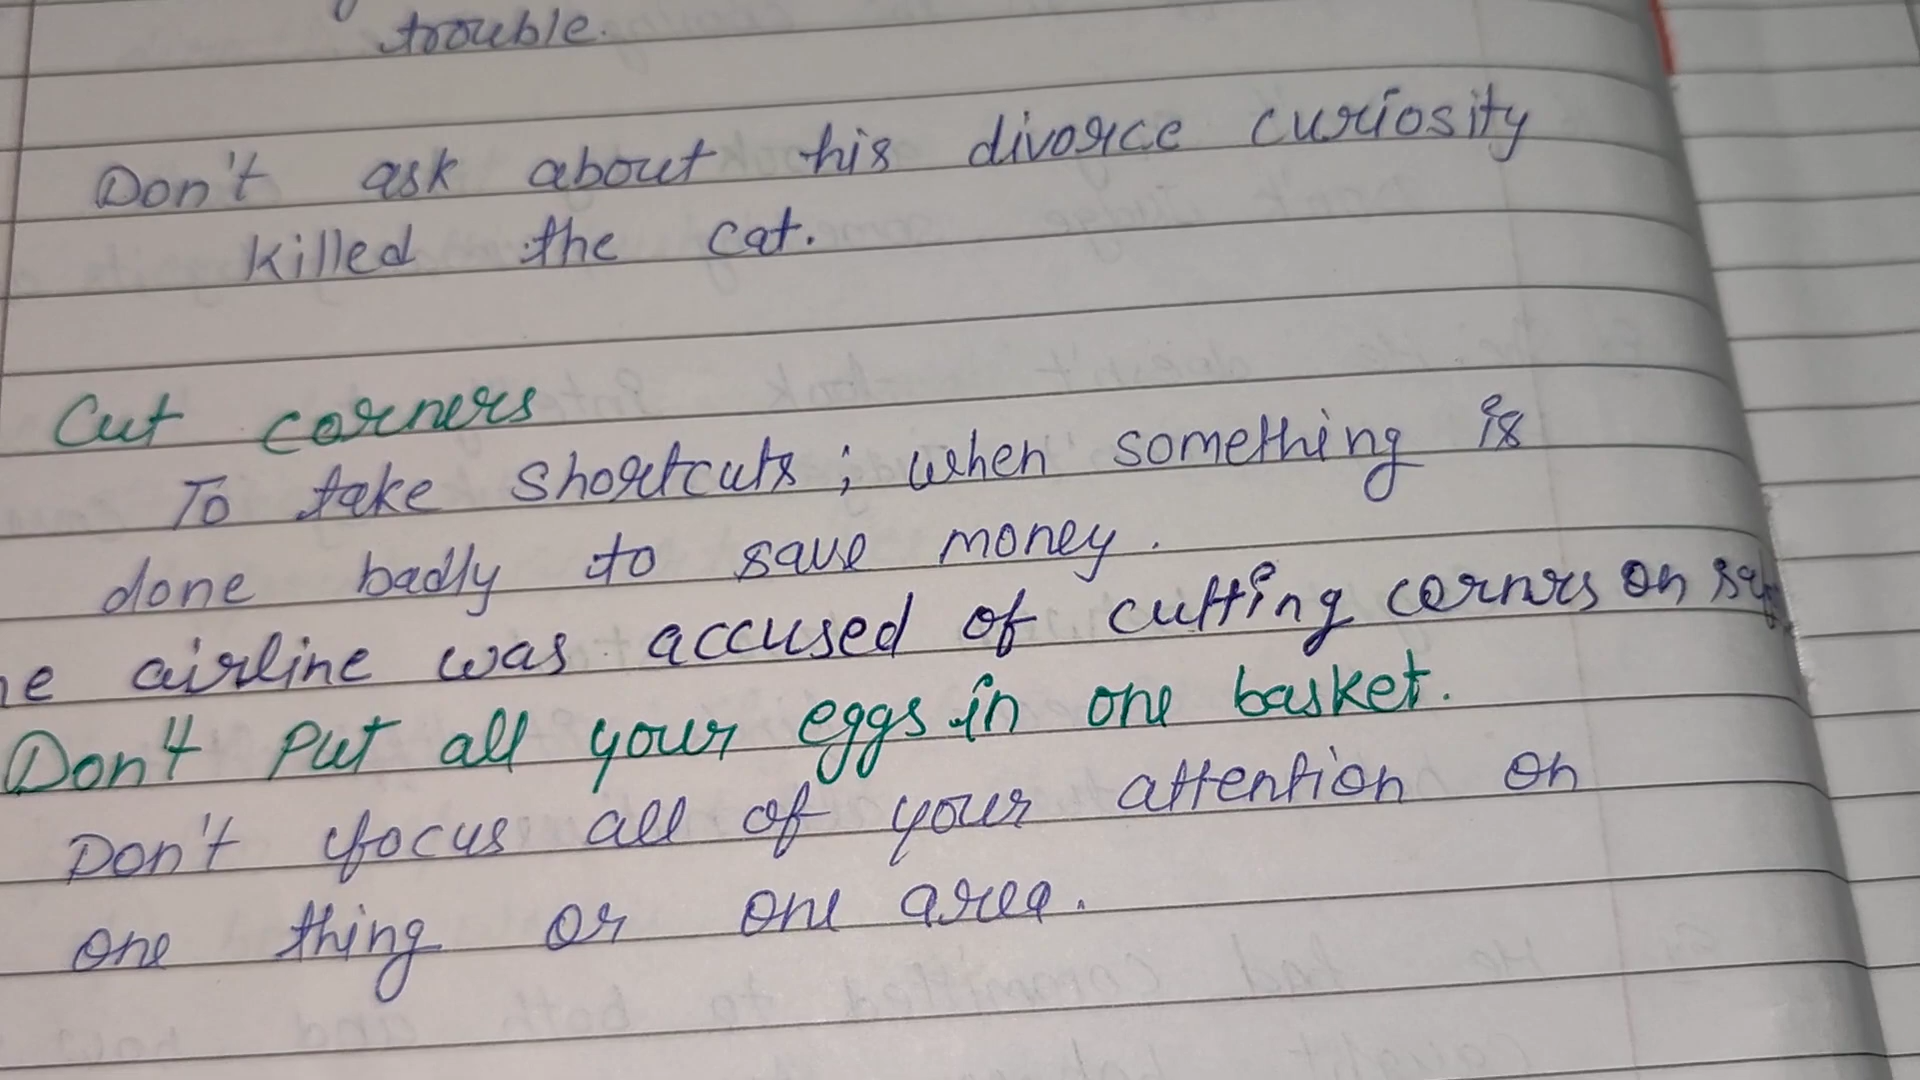 trouble.
Don't ask about his divorce curiosity
killed the cat.
Cut corners
To take shortcuts ; when something is
done badly to save money.
airline was accused of cutting corners on
Don't Put all your eggs in one basket.
Don't focus all of your attention on
one thing or one area.